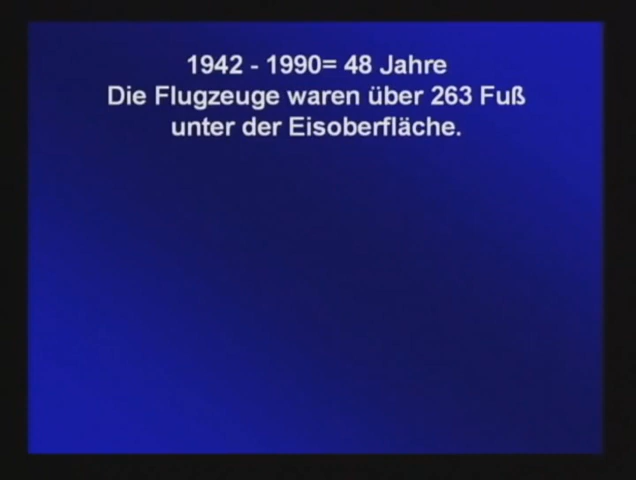 1942 - 1990= 48 Jahre
Die Flugzeuge waren über 263 Fuß
unter der Eisoberfläche.